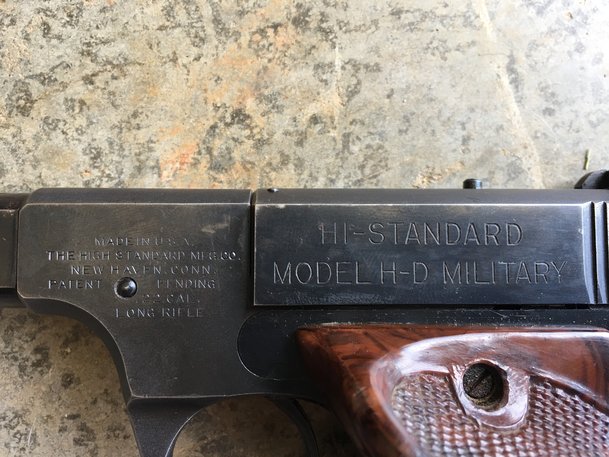 MADE IN U.S.A.
THE HIGH STANDARD MFG. CO.
NEW HAVEN. CONN.
PATENT PENDING
.22 CAL.
LONG RIFLE
HI-STANDARD
MODEL H-D MILITARY